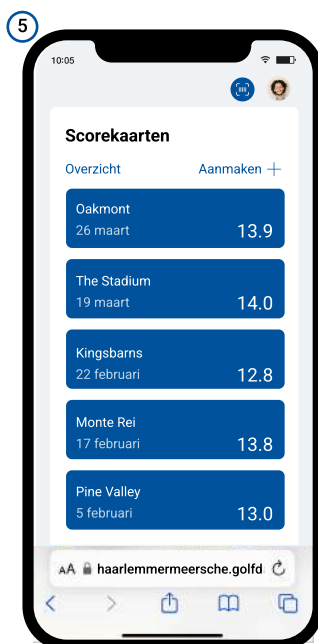 5
10:05
Scorekaarten
Overzicht
Aanmaken
Oakmont
26 maart
13.9
The Stadium
19 maart
14.0
Kingsbarns
22 februari
12.8
Monte Rei
17 februari
13.8
Pine Valley
5 februari
13.0
AA haarlemmermeersche.golfd